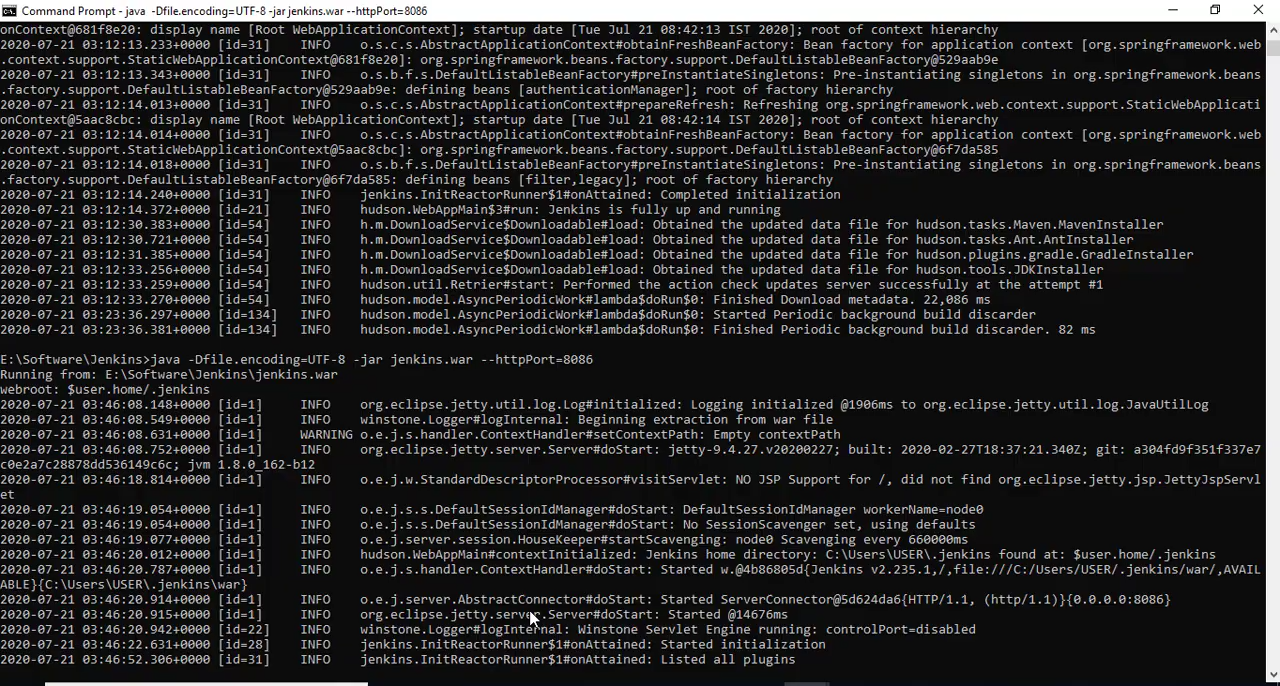 Command Prompt - java  -Dfile.encoding=UTF-8 -jar jenkins.war --httpPort=8086
onContext@681f8e20: display name [Root WebApplicationContext]; startup date [Tue Jul 21 08:42:13 IST 2020]; root of context hierarchy
2020-07-21 03:12:13.233+0000 [id=31]     INFO    o.s.c.s.AbstractApplicationContext#obtainFreshBeanFactory: Bean factory for application context [org.springframework.web
.context.support.StaticWebApplicationContext@681f8e20]: org.springframework.beans.factory.support.DefaultListableBeanFactory@529aab9e
2020-07-21 03:12:13.343+0000 [id=31]     INFO    o.s.b.f.s.DefaultListableBeanFactory#preInstantiateSingletons: Pre-instantiating singletons in org.springframework.beans
.factory.support.DefaultListableBeanFactory@529aab9e: defining beans [authenticationManager]; root of factory hierarchy
2020-07-21 03:12:14.013+0000 [id=31]     INFO    o.s.c.s.AbstractApplicationContext#prepareRefresh: Refreshing org.springframework.web.context.support.StaticWebApplicati
onContext@5aac8cbc: display name [Root WebApplicationContext]; startup date [Tue Jul 21 08:42:14 IST 2020]; root of context hierarchy
2020-07-21 03:12:14.014+0000 [id=31]     INFO    o.s.c.s.AbstractApplicationContext#obtainFreshBeanFactory: Bean factory for application context [org.springframework.web
.context.support.StaticWebApplicationContext@5aac8cbc]: org.springframework.beans.factory.support.DefaultListableBeanFactory@6f7da585
2020-07-21 03:12:14.018+0000 [id=31]     INFO    o.s.b.f.s.DefaultListableBeanFactory#preInstantiateSingletons: Pre-instantiating singletons in org.springframework.beans
.factory.support.DefaultListableBeanFactory@6f7da585: defining beans [filter,legacy]; root of factory hierarchy
2020-07-21 03:12:14.240+0000 [id=31]     INFO    jenkins.InitReactorRunner$1#onAttained: Completed initialization
2020-07-21 03:12:14.372+0000 [id=21]     INFO    hudson.WebAppMain$3#run: Jenkins is fully up and running
2020-07-21 03:12:30.383+0000 [id=54]     INFO    h.m.DownloadService$Downloadable#load: Obtained the updated data file for hudson.tasks.Maven.MavenInstaller
2020-07-21 03:12:30.721+0000 [id=54]     INFO    h.m.DownloadService$Downloadable#load: Obtained the updated data file for hudson.tasks.Ant.AntInstaller
2020-07-21 03:12:31.385+0000 [id=54]     INFO    h.m.DownloadService$Downloadable#load: Obtained the updated data file for hudson.plugins.gradle.GradleInstaller
2020-07-21 03:12:33.256+0000 [id=54]     INFO    h.m.DownloadService$Downloadable#load: Obtained the updated data file for hudson.tools.JDKInstaller
2020-07-21 03:12:33.259+0000 [id=54]     INFO    hudson.util.Retrier#start: Performed the action check updates server successfully at the attempt #1
2020-07-21 03:12:33.270+0000 [id=54]     INFO    hudson.model.AsyncPeriodicWork#lambda$doRun$0: Finished Download metadata. 22,086 ms
2020-07-21 03:23:36.297+0000 [id=134]    INFO    hudson.model.AsyncPeriodicWork#lambda$doRun$0: Started Periodic background build discarder
2020-07-21 03:23:36.381+0000 [id=134]    INFO    hudson.model.AsyncPeriodicWork#lambda$doRun$0: Finished Periodic background build discarder. 82 ms
E:\Software\Jenkins>java -Dfile.encoding=UTF-8 -jar jenkins.war --httpPort=8086
Running from: E:\Software\Jenkins\jenkins.war
webroot: $user.home/.jenkins
2020-07-21 03:46:08.148+0000 [id=1]      INFO    org.eclipse.jetty.util.log.Log#initialized: Logging initialized @1906ms to org.eclipse.jetty.util.log.JavaUtilLog
2020-07-21 03:46:08.549+0000 [id=1]      INFO    winstone.Logger#logInternal: Beginning extraction from war file
2020-07-21 03:46:08.631+0000 [id=1]      WARNING o.e.j.s.handler.ContextHandler#setContextPath: Empty contextPath
2020-07-21 03:46:08.752+0000 [id=1]      INFO    org.eclipse.jetty.server.Server#doStart: jetty-9.4.27.v20200227; built: 2020-02-27T18:37:21.340Z; git: a304fd9f351f337e7
c0e2a7c28878dd536149c6c; jvm 1.8.0_162-b12
2020-07-21 03:46:18.814+0000 [id=1]      INFO    o.e.j.w.StandardDescriptorProcessor#visitServlet: NO JSP Support for /, did not find org.eclipse.jetty.jsp.JettyJspServl
et
2020-07-21 03:46:19.054+0000 [id=1]      INFO    o.e.j.s.s.DefaultSessionIdManager#doStart: DefaultSessionIdManager workerName=node0
2020-07-21 03:46:19.054+0000 [id=1]      INFO    o.e.j.s.s.DefaultSessionIdManager#doStart: No SessionScavenger set, using defaults
2020-07-21 03:46:19.077+0000 [id=1]      INFO    o.e.j.server.session.HouseKeeper#startScavenging: node0 Scavenging every 660000ms
2020-07-21 03:46:20.012+0000 [id=1]      INFO    hudson.WebAppMain#contextInitialized: Jenkins home directory: C:\Users\USER\.jenkins found at: $user.home/.jenkins
2020-07-21 03:46:20.787+0000 [id=1]      INFO    o.e.j.s.handler.ContextHandler#doStart: Started w.@4b86805d{Jenkins v2.235.1,/,file:///C:/Users/USER/.jenkins/war/,AVAIL
ABLE}{C:\Users\USER\.jenkins\war}
2020-07-21 03:46:20.914+0000 [id=1]      INFO    o.e.j.server.AbstractConnector#doStart: Started ServerConnector@5d624da6{HTTP/1.1, (http/1.1)}{0.0.0.0:8086}
2020-07-21 03:46:20.915+0000 [id=1]      INFO    org.eclipse.jetty.server.Server#doStart: Started @14676ms
2020-07-21 03:46:20.942+0000 [id=22]     INFO    winstone.Logger#logInternal: Winstone Servlet Engine running: controlPort=disabled
2020-07-21 03:46:22.631+0000 [id=28]     INFO    jenkins.InitReactorRunner$1#onAttained: Started initialization
2020-07-21 03:46:52.306+0000 [id=31]     INFO    jenkins.InitReactorRunner$1#onAttained: Listed all plugins